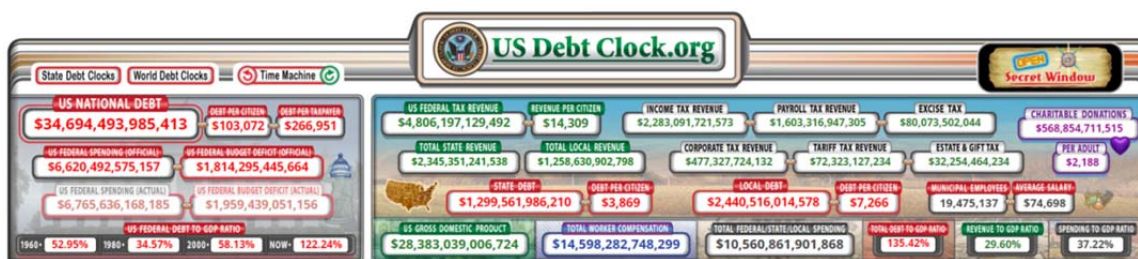 US Debt Clock.org
State Debt Clocks World Debt Clocks Time Machine
OPEN
Secret Window
US NATIONAL DEBT
$34,694,493,985,413
DEBT PER CITIZEN
$103,072
DEBT PER TAXPAYER
$266,951
US FEDERAL SPENDING (OFFICIAL)
$6,620,492,575,157
US FEDERAL BUDGET DEFICIT (OFFICIAL)
$1,814,295,445,664
US FEDERAL SPENDING (ACTUAL)
$6,765,636,168,185
US FEDERAL BUDGET DEFICIT (ACTUAL)
$1,959,439,051,156
US FEDERAL DEBT TO GDP RATIO
1960• 52.95% 1980• 34.57% 2000• 58.13% NOW• 122.24%
US FEDERAL TAX REVENUE
$4,806,197,129,492
REVENUE PER CITIZEN
$14,309
INCOME TAX REVENUE
$2,283,091,721,573
PAYROLL TAX REVENUE
$1,603,316,947,305
EXCISE TAX
$80,073,502,044
CHARITABLE DONATIONS
$568,854,711,515
TOTAL STATE REVENUE
$2,345,351,241,538
TOTAL LOCAL REVENUE
$1,258,630,902,798
CORPORATE TAX REVENUE
$477,327,724,132
TARIFF TAX REVENUE
$72,323,127,234
ESTATE & GIFT TAX
$32,254,464,234
PER ADULT
$2,188
STATE DEBT
$1,299,561,986,210
DEBT PER CITIZEN
$3,869
LOCAL DEBT
$2,440,516,014,578
DEBT PER CITIZEN
$7,266
MUNICIPAL EMPLOYEES
19,475,137
AVERAGE SALARY
$74,698
US GROSS DOMESTIC PRODUCT
$28,383,039,006,724
TOTAL WORKER COMPENSATION
$14,598,282,748,299
TOTAL FEDERAL/STATE/LOCAL SPENDING
$10,560,861,901,868
TOTAL DEBT TO GDP RATIO
135.42%
REVENUE TO GDP RATIO
29.60%
SPENDING TO GDP RATIO
37.22%